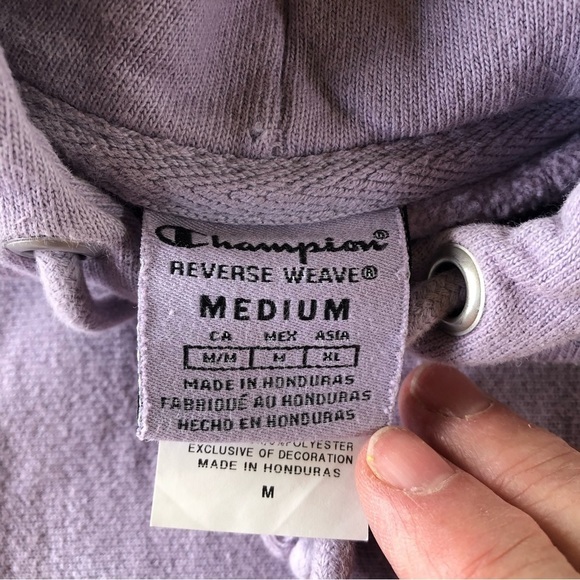 Champion®
REVERSE WEAVE®
MEDIUM
CA MEX ASIA
M/M M XL
MADE IN HONDURAS
FABRIQUÉ AU HONDURAS
HECHO EN HONDURAS
POLYESTER
EXCLUSIVE OF DECORATION
MADE IN HONDURAS
M